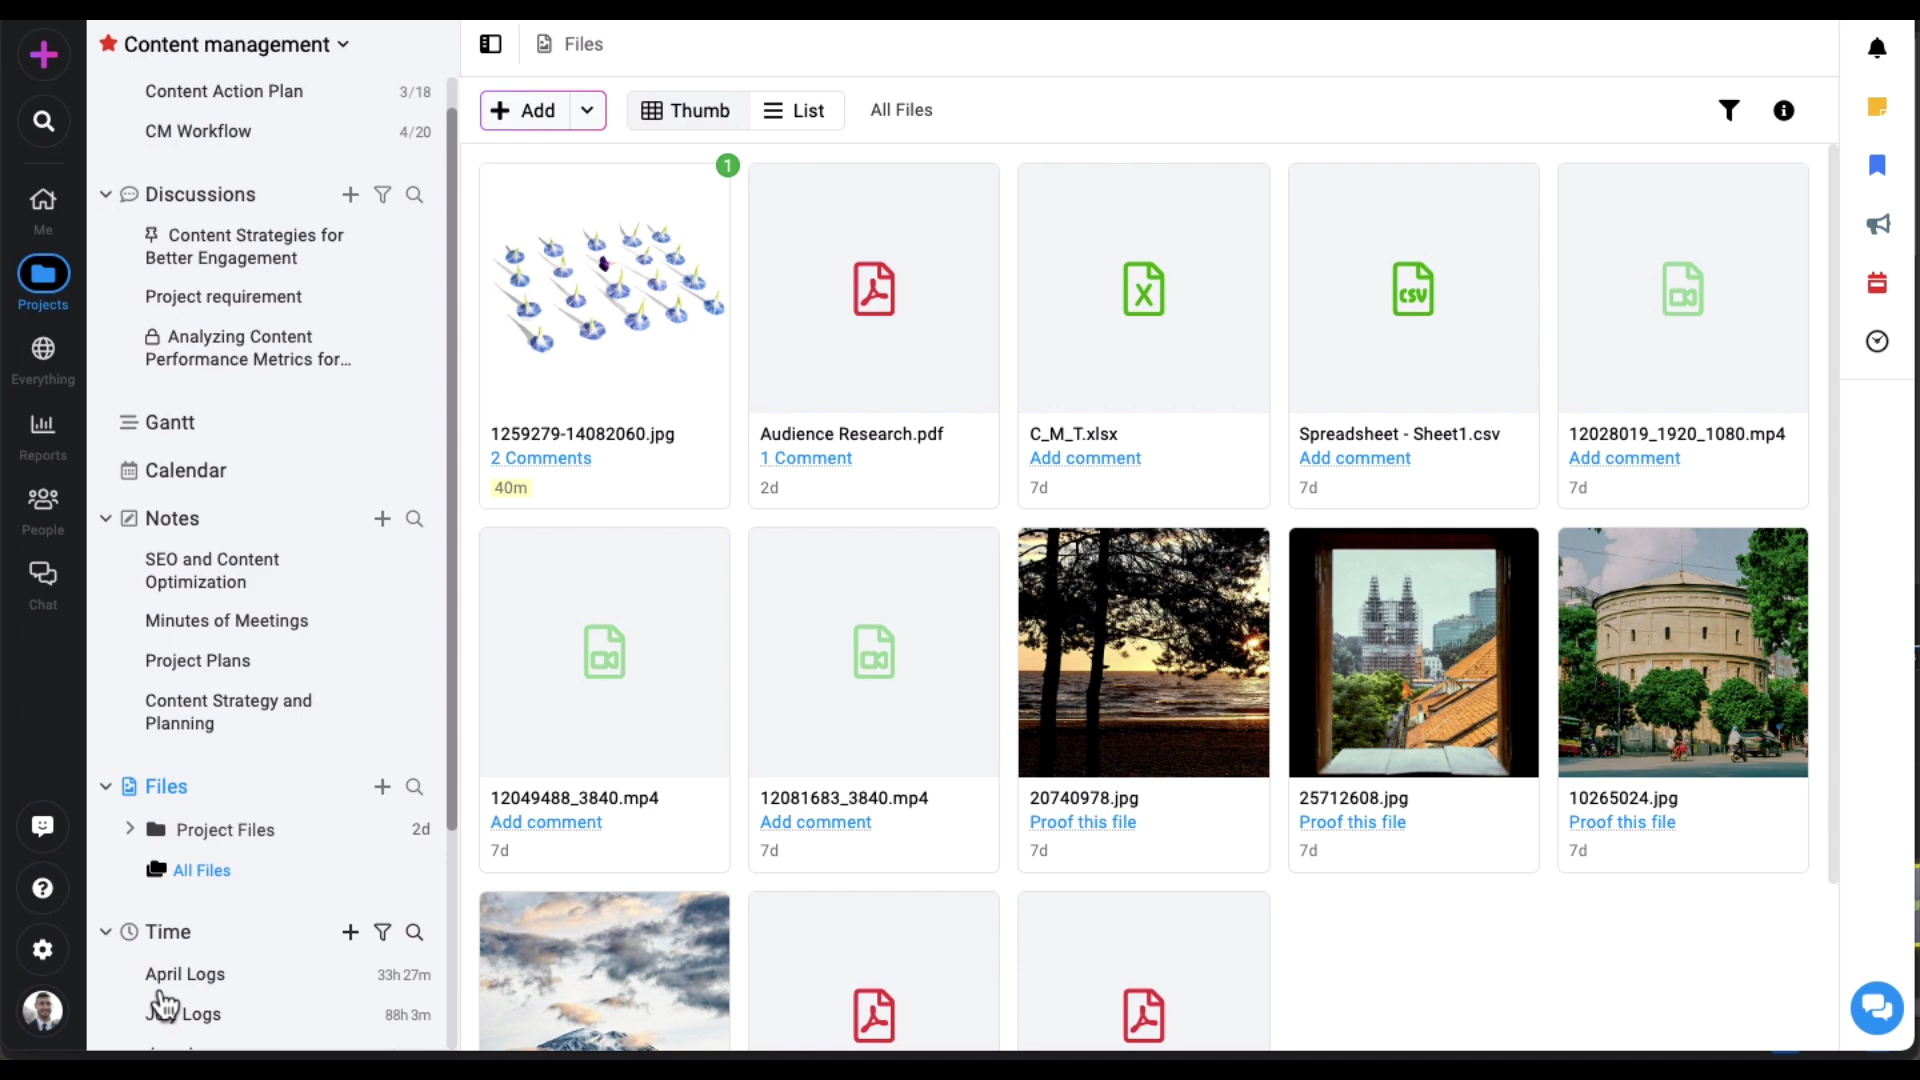 Content management
Files
Content Action Plan 3/18
CM Workflow 4/20
Add
Thumb
List
All Files
Me
Projects
Everything
Reports
People
Chat
Discussions
Content Strategies for
Better Engagement
Project requirement
Analyzing Content
Performance Metrics for...
Gantt
Calendar
Notes
SEO and Content
Optimization
Minutes of Meetings
Project Plans
Content Strategy and
Planning
Files
Project Files 2d
All Files
Time
April Logs 33h 27m
Logs 88h 3m
1
1259279-14082060.jpg
2 Comments
40m
Audience Research.pdf
1 Comment
2d
C_M_T.xlsx
Add comment
7d
CSV
Spreadsheet - Sheet1.csv
Add comment
7d
12028019_1920_1080.mp4
Add comment
7d
12049488_3840.mp4
Add comment
7d
12081683_3840.mp4
Add comment
7d
20740978.jpg
Proof this file
7d
25712608.jpg
Proof this file
7d
10265024.jpg
Proof this file
7d